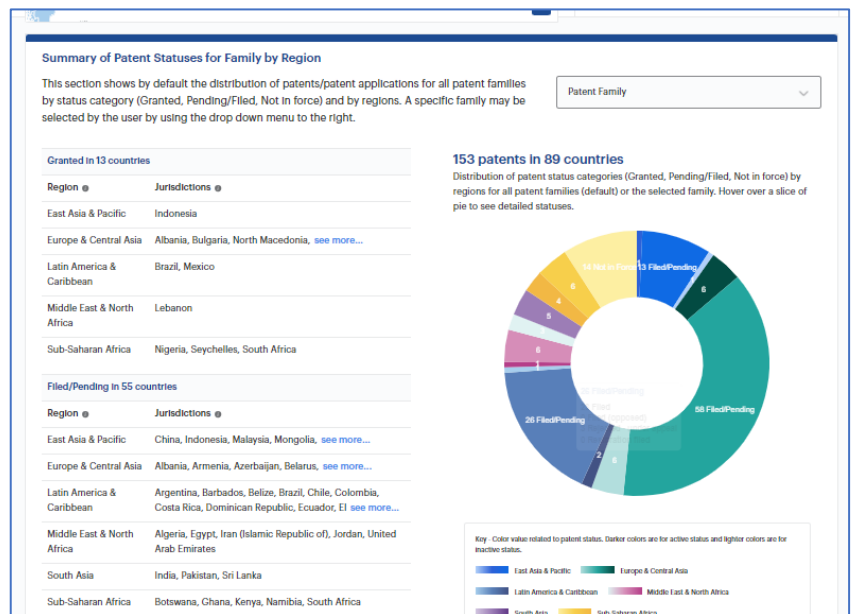 Summary of Patent Statuses for Family by Region
This section shows by default the distribution of patents/patent applications for all patent families
by status category (Granted, Pending/Filed, Not in force) and by regions. A specific family may be
selected by the user by using the drop down menu to the right.
Patent Family
Granted in 13 countries
Region Jurisdictions
East Asia & Pacific Indonesia
Europe & Central Asia Albania, Bulgaria, North Macedonia, see more...
Latin America & Brazil, Mexico
Caribbean
Middle East & North Lebanon
Africa
Sub-Saharan Africa Nigeria, Seychelles, South Africa
Filed/Pending in 55 countries
Region Jurisdictions
East Asia & Pacific China, Indonesia, Malaysia, Mongolia, see more...
Europe & Central Asia Albania, Armenia, Azerbaijan, Belarus, see more...
Latin America & Argentina, Barbados, Belize, Brazil, Chile, Colombia,
Caribbean Costa Rica, Dominican Republic, Ecuador, El see more...
Middle East & North Algeria, Egypt, Iran (Islamic Republic of), Jordan, United
Africa Arab Emirates
South Asia India, Pakistan, Sri Lanka
Sub-Saharan Africa Botswana, Ghana, Kenya, Namibia, South Africa
153 patents in 89 countries
Distribution of patent status categories (Granted, Pending/Filed, Not in force) by
regions for all patent families (default) or the selected family. Hover over a slice of
pie to see detailed statuses.
14 Not in Force
1
13 Filed/Pending
6
6
4
5
6
1
58 Filed/Pending
26 Filed/Pending
2
Key - Color value related to patent status. Darker colors are for active status and lighter colors are for
inactive status.
East Asia & Pacific Europe & Central Asia
Latin America & Caribbean Middle East & North Africa
South Asia Sub-Saharan Africa